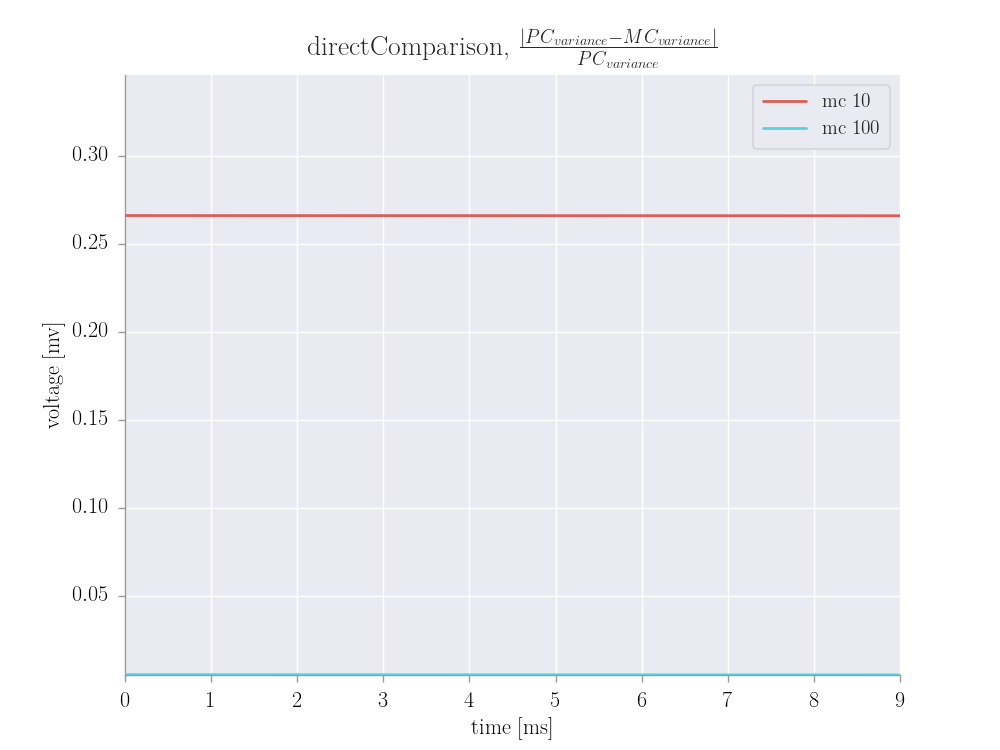 directComparison, |PC_variance−MC_variance| / PC_variance
mc 10
mc 100
0.30
0.25
0.20
0.15
0.10
0.05
voltage [mv]
0 1 2 3 4 5 6 7 8 9
time [ms]